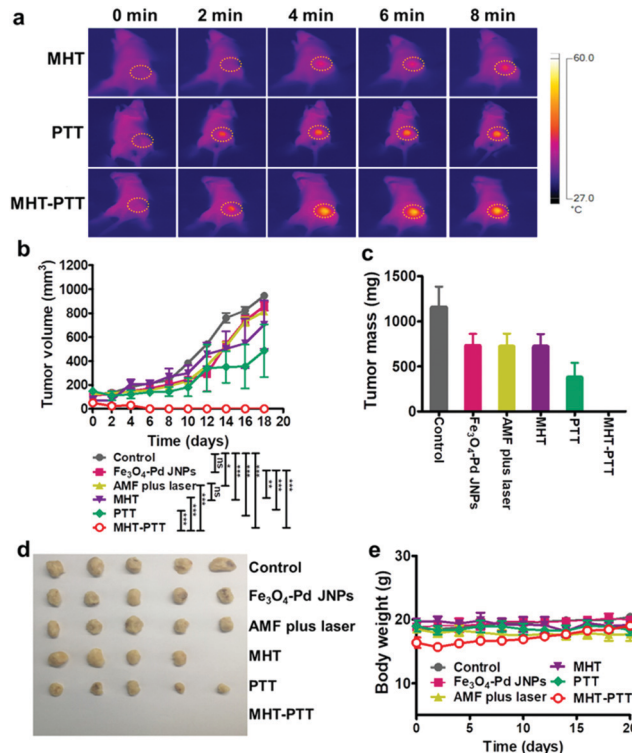 a
0 min 2 min 4 min 6 min 8 min
MHT
PTT
MHT-PTT
60.0
27.0
°C
b
Tumor volume (mm³)
1200
1000
800
600
400
200
0
0 2 4 6 8 10 12 14 16 18 20
Time (days)
Control
Fe₃O₄-Pd JNPs
AMF plus laser
MHT
PTT
MHT-PTT
***
***
***
ns
ns
*
***
***
***
**
***
c
Tumor mass (mg)
1500
1000
500
0
Control
Fe₃O₄-Pd JNPs
AMF plus laser
MHT
PTT
MHT-PTT
d
Control
Fe₃O₄-Pd JNPs
AMF plus laser
MHT
PTT
MHT-PTT
e
Body weight (g)
30
20
10
Control
Fe₃O₄-Pd JNPs
AMF plus laser
MHT
PTT
MHT-PTT
0 5 10 15 20
Time (days)